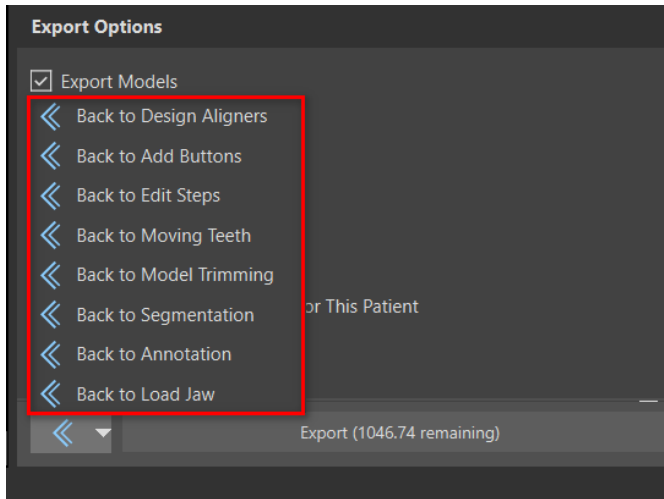 Export Options
Export Models
Back to Design Aligners
Back to Add Buttons
Back to Edit Steps
Back to Moving Teeth
Back to Model Trimming
or This Patient
Back to Segmentation
Back to Annotation
Back to Load Jaw
Export (1046.74 remaining)